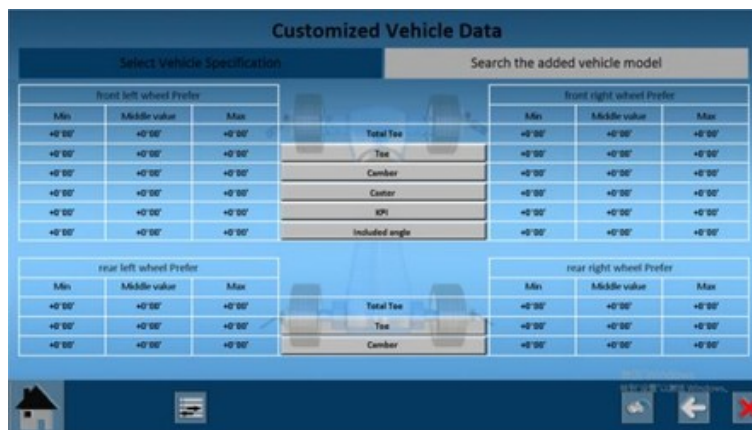 Customized Vehicle Data
Select Vehicle Specification
Search the added vehicle model
front left wheel Prefer
front right wheel Prefer
Min Middle value Max Min Middle value Max
+0°00' +0°00' +0°00' Total Toe +0°00' +0°00' +0°00'
+0°00' +0°00' +0°00' Toe +0°00' +0°00' +0°00'
+0°00' +0°00' +0°00' Camber +0°00' +0°00' +0°00'
+0°00' +0°00' +0°00' Caster +0°00' +0°00' +0°00'
+0°00' +0°00' +0°00' KPI +0°00' +0°00' +0°00'
+0°00' +0°00' +0°00' Included angle +0°00' +0°00' +0°00'
rear left wheel Prefer
rear right wheel Prefer
Min Middle value Max Min Middle value Max
+0°00' +0°00' +0°00' Total Toe +0°00' +0°00' +0°00'
+0°00' +0°00' +0°00' Toe +0°00' +0°00' +0°00'
+0°00' +0°00' +0°00' Camber +0°00' +0°00' +0°00'
Windows
Windows